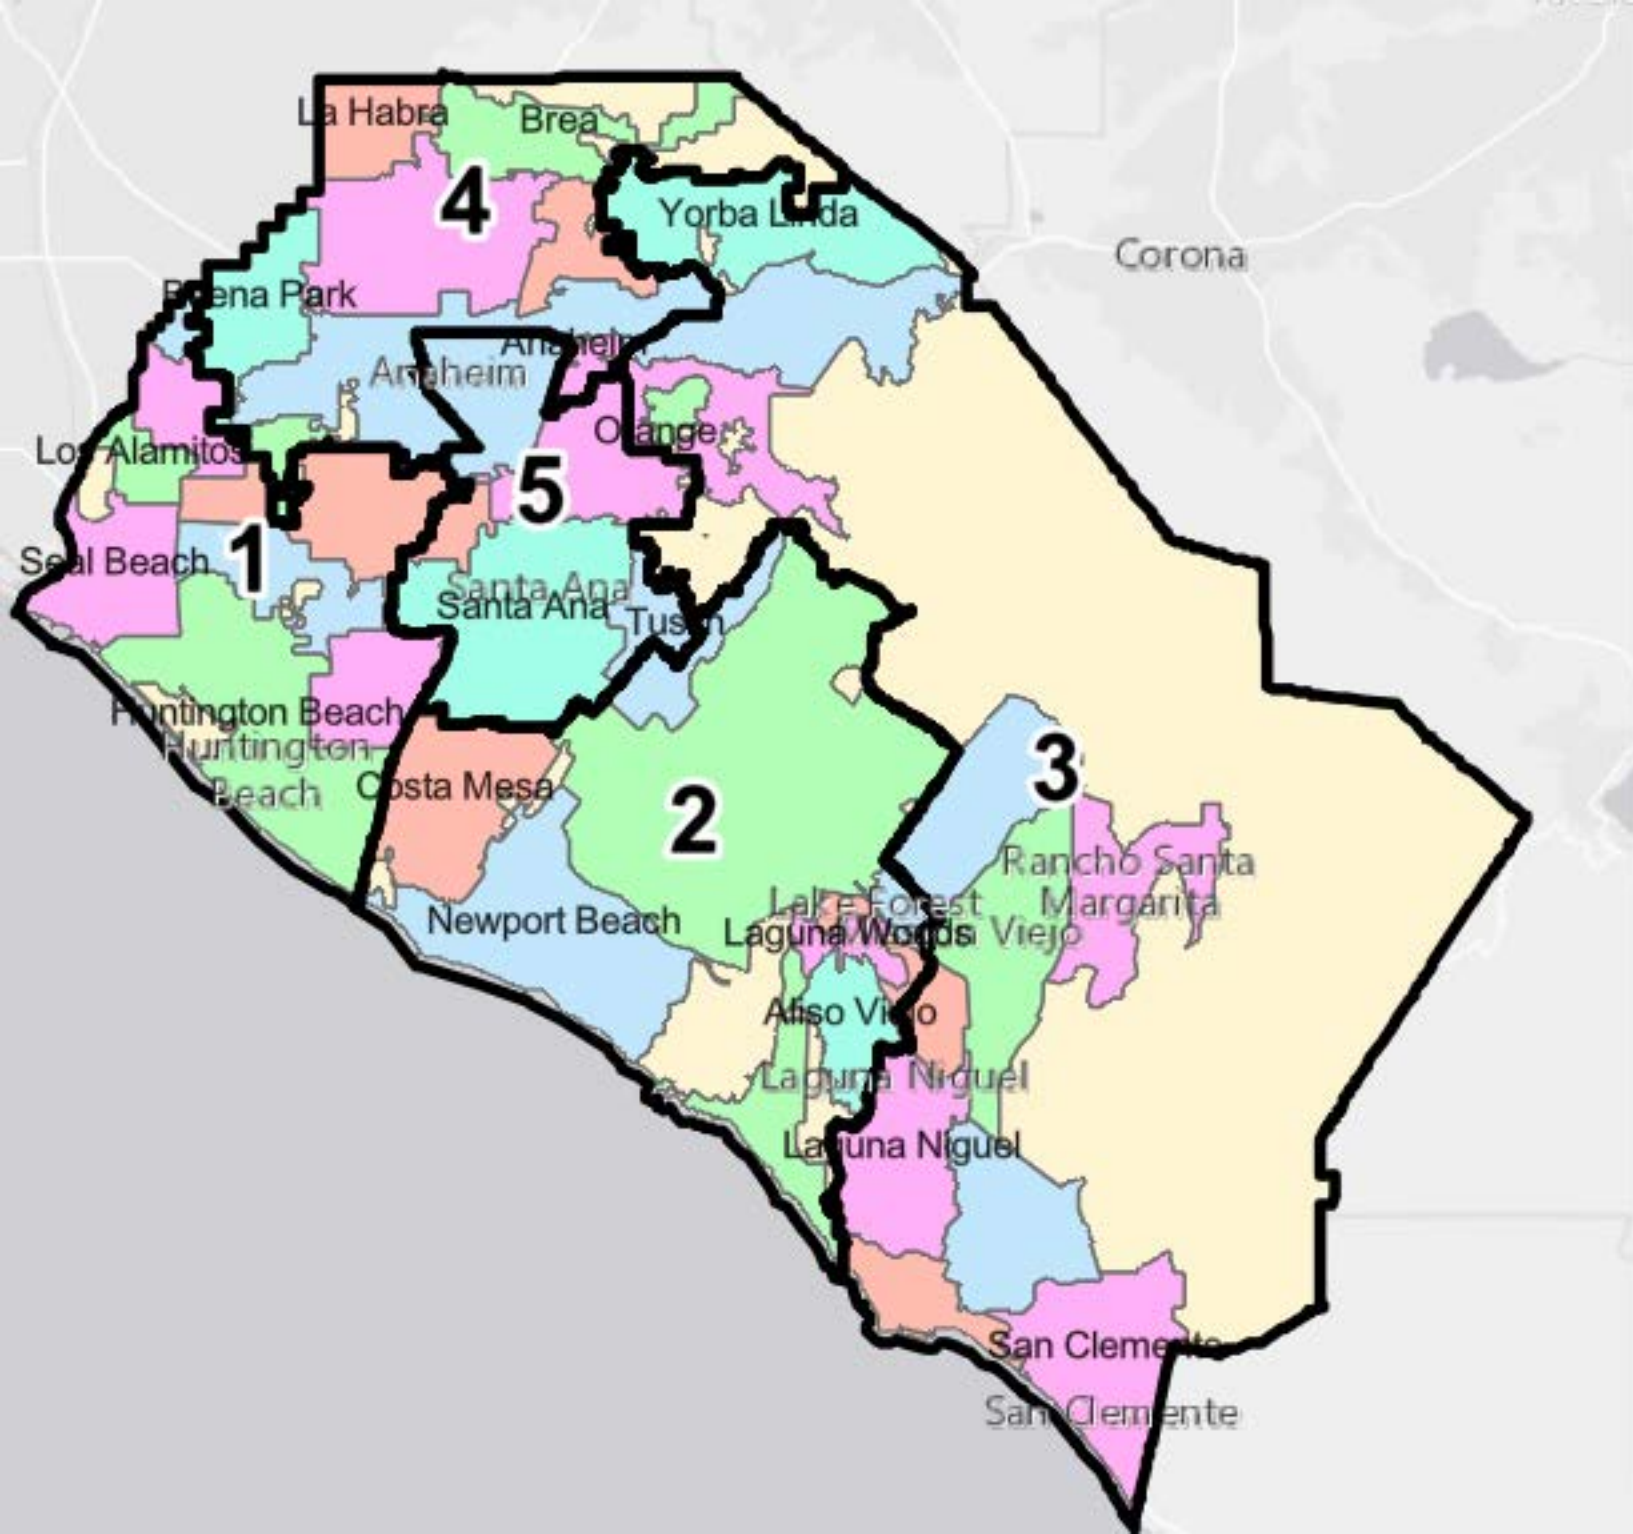 La Habra
Brea
4
Yorba Linda
Corona
Buena Park
Anaheim
Anaheim
Orange
Los Alamitos
5
1
Seal Beach
Santa Ana
Santa Ana
Tustin
Huntington Beach
Huntington
Beach
Costa Mesa
2
3
Rancho Santa
Margarita
Lake Forest
Newport Beach
Laguna Woods
Viejo
Aliso Viejo
Laguna Niguel
Laguna Niguel
San Clemente
San Clemente